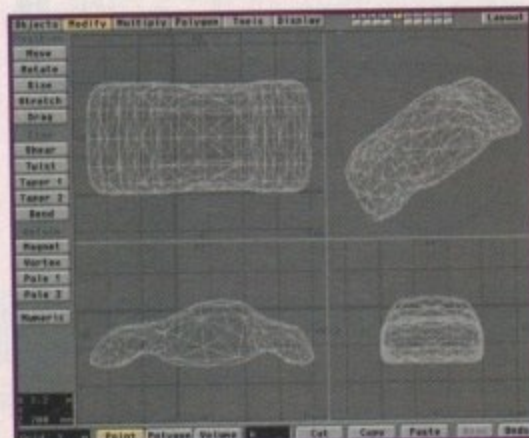 Objects Modify Multiply Polygon Tools Display Layout
Move
Rotate
Size
Stretch
Drag
Shear
Twist
Taper 1
Taper 2
Bend
Magnet
Vortex
Pole 1
Pole 2
Numeric
Point Polygon Volume Cut Copy Paste